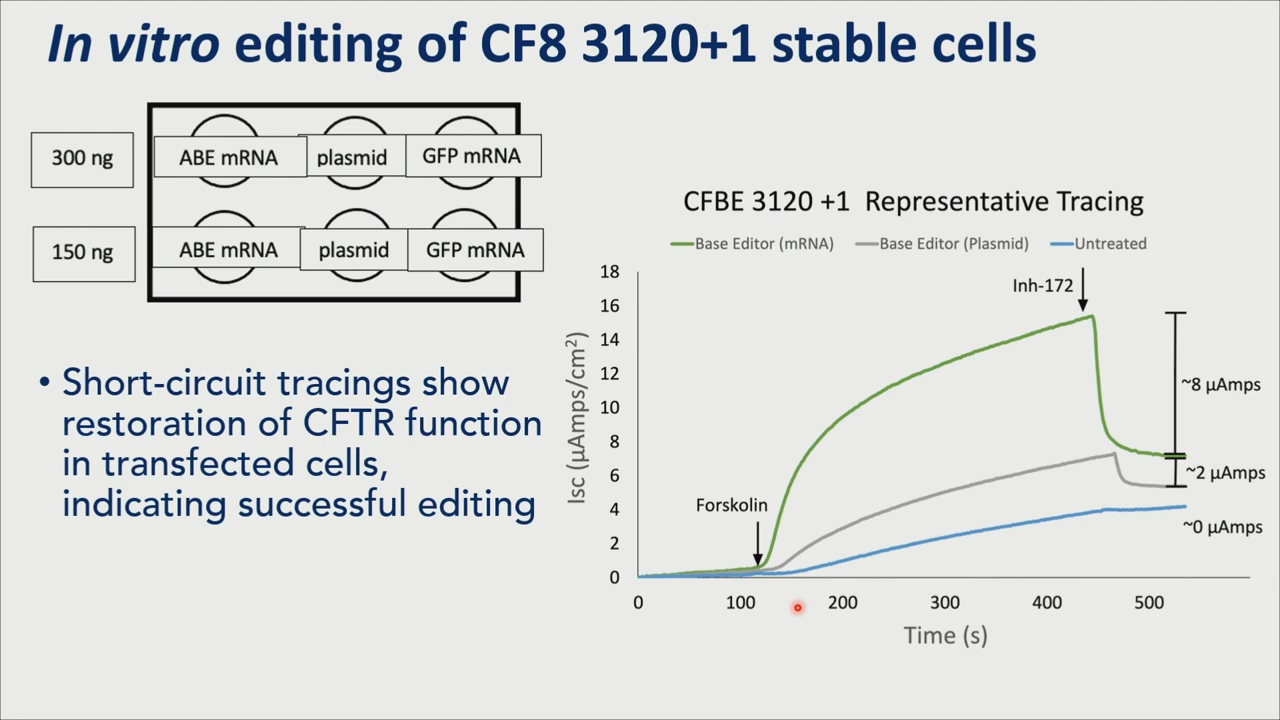 In vitro editing of CF8 3120+1 stable cells
300 ng
ABE mRNA
plasmid
GFP mRNA
150 ng
ABE mRNA
plasmid
GFP mRNA
• Short-circuit tracings show
restoration of CFTR function
in transfected cells,
indicating successful editing
CFBE 3120 +1 Representative Tracing
Base Editor (mRNA)
Base Editor (Plasmid)
Untreated
Isc (µAmps/cm²)
18
16
14
12
10
8
6
4
2
0
Forskolin
Inh-172
~8 µAmps
~2 µAmps
~0 µAmps
0
100
200
300
400
500
Time (s)